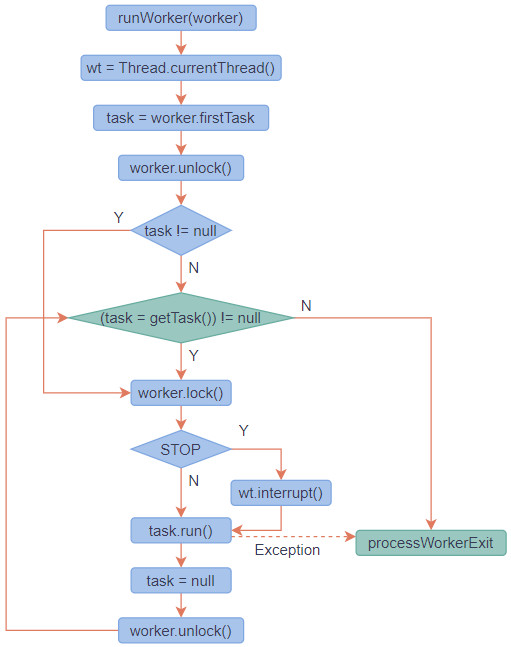 runWorker(worker)
wt = Thread.currentThread()
task = worker.firstTask
worker.unlock()
Y
task != null
N
(task = getTask()) != null
N
Y
worker.lock()
Y
STOP
N
wt.interrupt()
task.run()
Exception
processWorkerExit
task = null
worker.unlock()